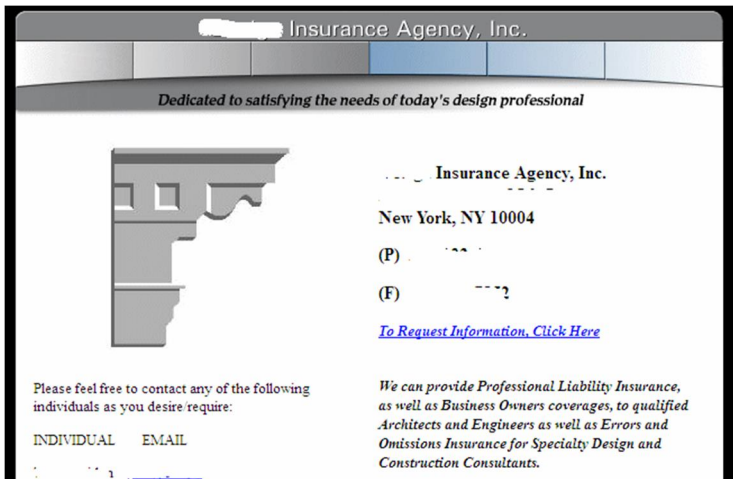 Insurance Agency, Inc.
Dedicated to satisfying the needs of today's design professional
Insurance Agency, Inc.
New York, NY 10004
(P)
(F)
To Request Information, Click Here
Please feel free to contact any of the following
individuals as you desire/require:
INDIVIDUAL EMAIL
We can provide Professional Liability Insurance,
as well as Business Owners coverages, to qualified
Architects and Engineers as well as Errors and
Omissions Insurance for Specialty Design and
Construction Consultants.